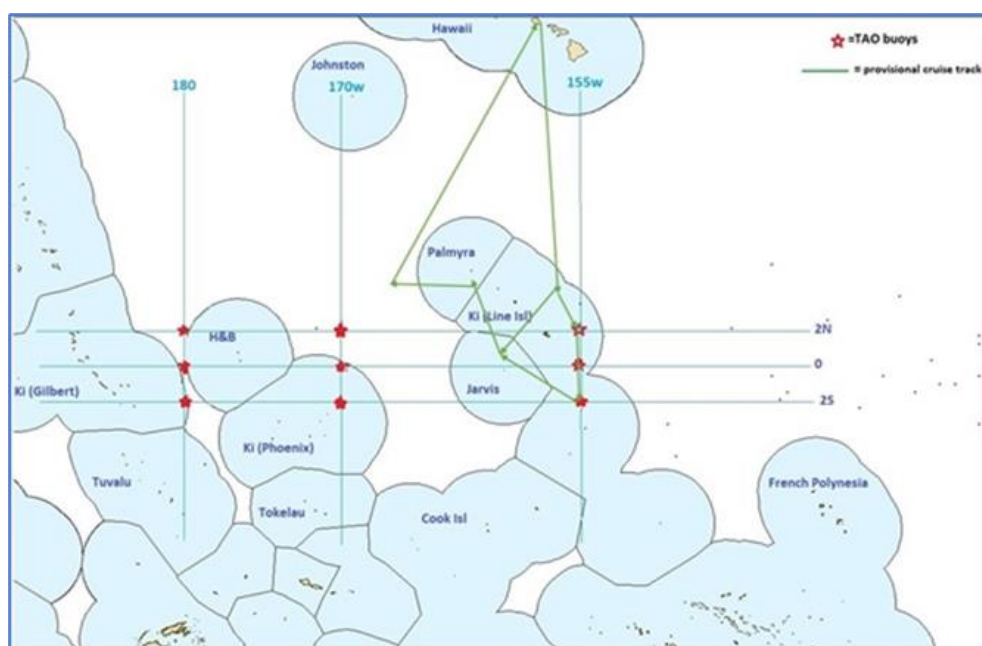 Hawaii
=TAO buoys
Johnston
= provisional cruise track
180
170w
155w
Palmyra
Ki (Line Isl)
2N
H&B
0
Ki (Gilbert)
Jarvis
2S
Ki (Phoenix)
Tuvalu
French Polynesia
Tokelau
Cook Isl